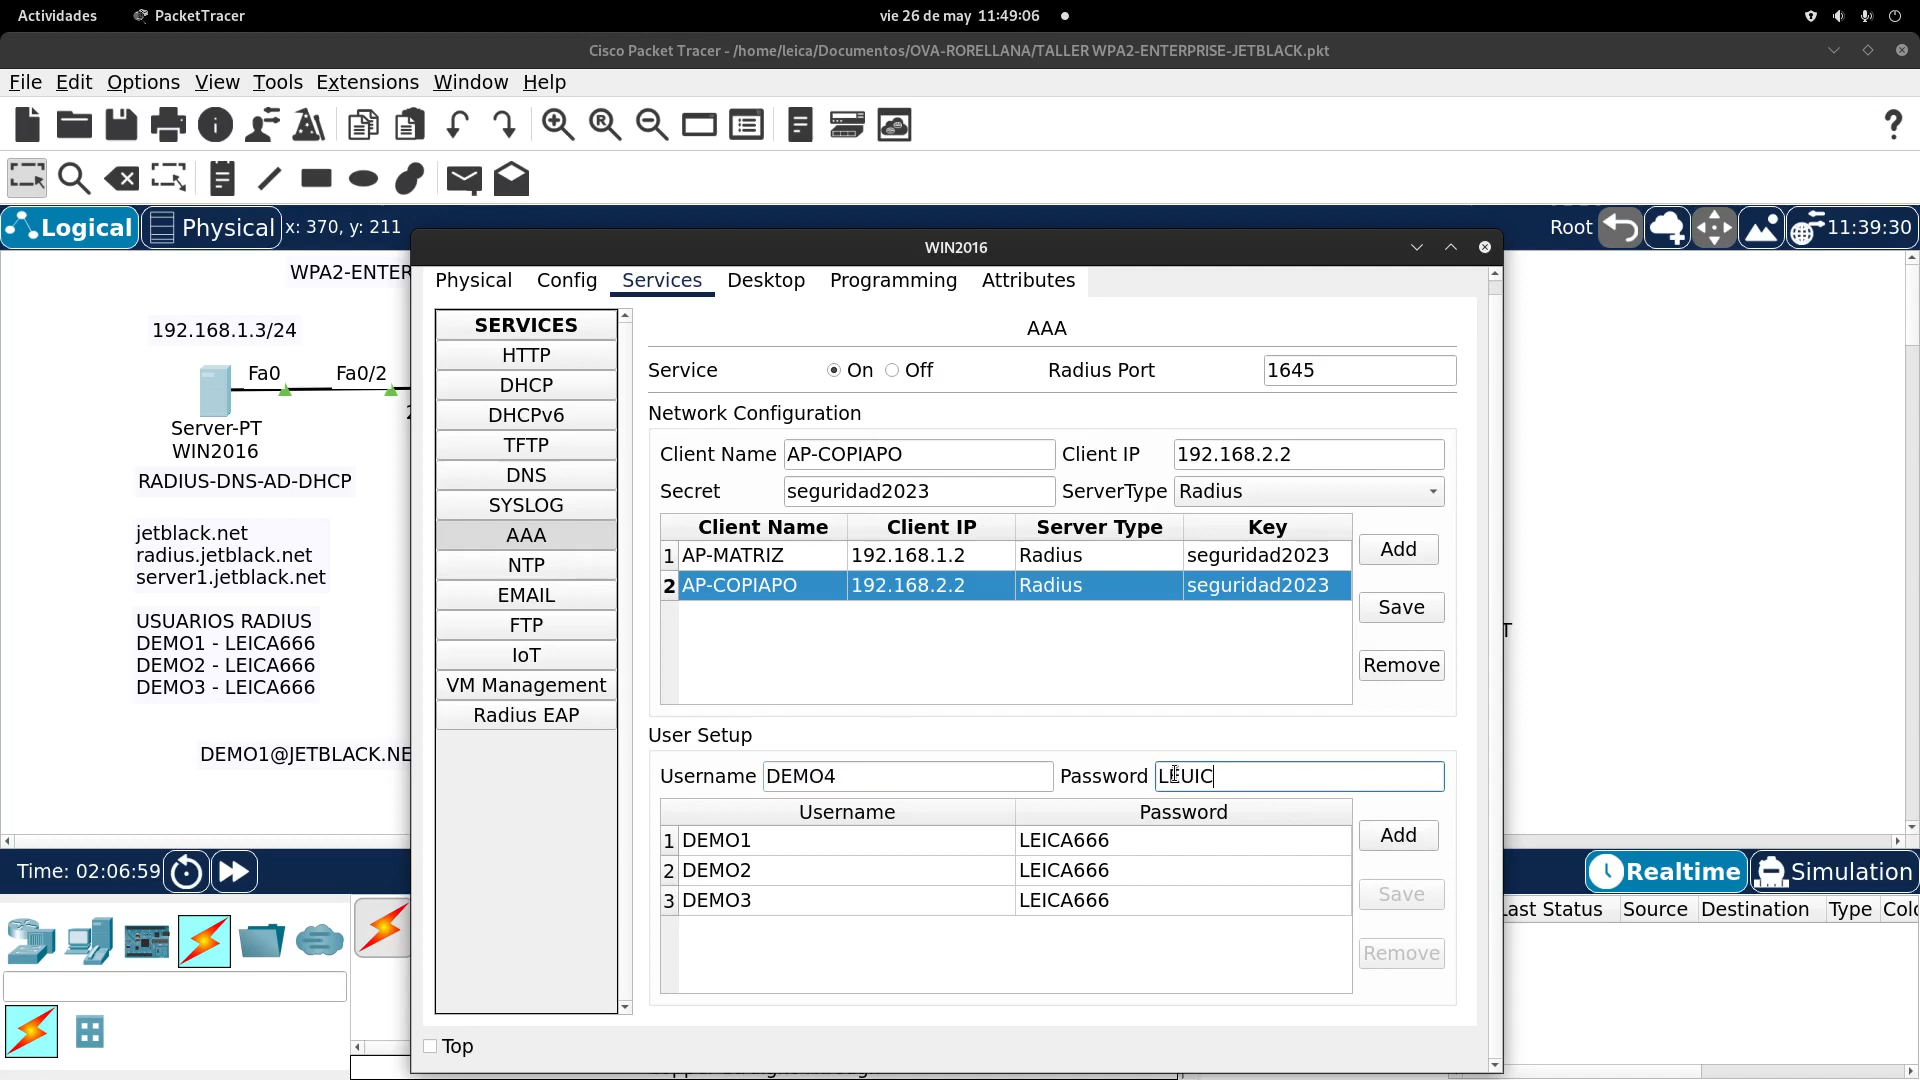 Actividades PacketTracer vie 26 de may 11:49:06
Cisco Packet Tracer - /home/leica/Documentos/OVA-RORELLANA/TALLER WPA2-ENTERPRISE-JETBLACK.pkt
File Edit Options View Tools Extensions Window Help
Logical Physical x: 370, y: 211 Root 11:39:30
WPA2-ENTER
192.168.1.3/24
Fa0 Fa0/2
Server-PT
WIN2016
RADIUS-DNS-AD-DHCP
jetblack.net
radius.jetblack.net
server1.jetblack.net
USUARIOS RADIUS
DEMO1 - LEICA666
DEMO2 - LEICA666
DEMO3 - LEICA666
DEMO1@JETBLACK.NE
WIN2016
Physical Config Services Desktop Programming Attributes
SERVICES
HTTP
DHCP
DHCPv6
TFTP
DNS
SYSLOG
AAA
NTP
EMAIL
FTP
IoT
VM Management
Radius EAP
AAA
Service On Off Radius Port 1645
Network Configuration
Client Name AP-COPIAPO Client IP 192.168.2.2
Secret seguridad2023 ServerType Radius
Client Name Client IP Server Type Key
1 AP-MATRIZ 192.168.1.2 Radius seguridad2023
2 AP-COPIAPO 192.168.2.2 Radius seguridad2023
Add
Save
Remove
User Setup
Username DEMO4 Password LEUIC
Username Password
1 DEMO1 LEICA666
2 DEMO2 LEICA666
3 DEMO3 LEICA666
Add
Save
Remove
Top
T
Time: 02:06:59 Realtime Simulation
Last Status Source Destination Type Colo